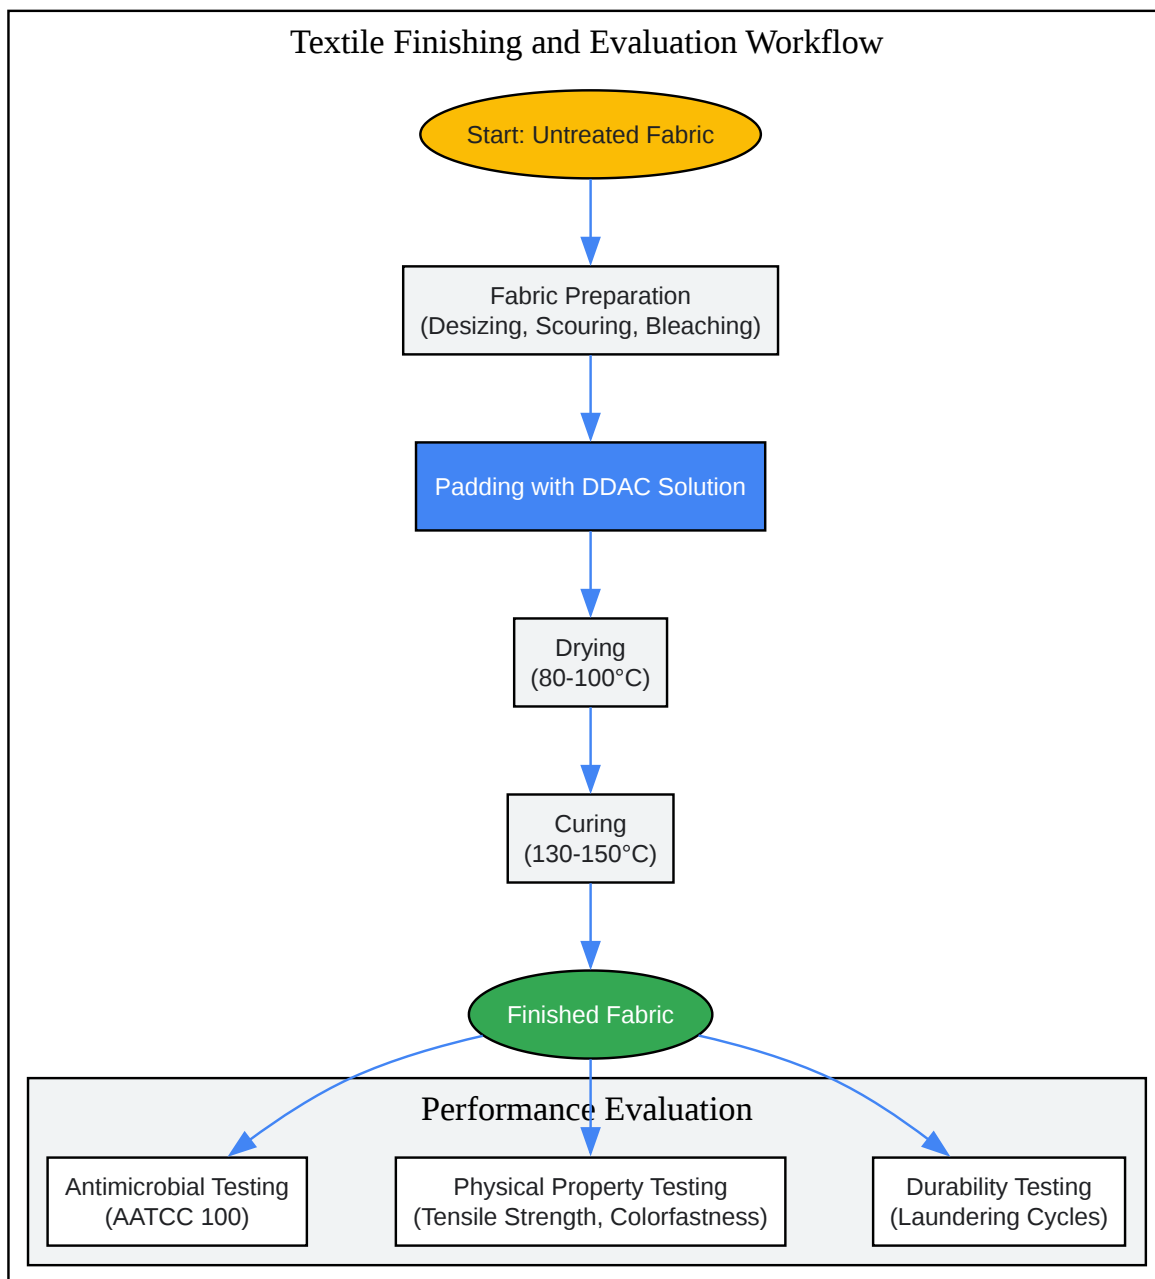 Textile Finishing and Evaluation Workflow
Start: Untreated Fabric
Fabric Preparation
(Desizing, Scouring, Bleaching)
Padding with DDAC Solution
Drying
(80-100°C)
Curing
(130-150°C)
Finished Fabric
Performance Evaluation
Antimicrobial Testing
(AATCC 100)
Physical Property Testing
(Tensile Strength, Colorfastness)
Durability Testing
(Laundering Cycles)